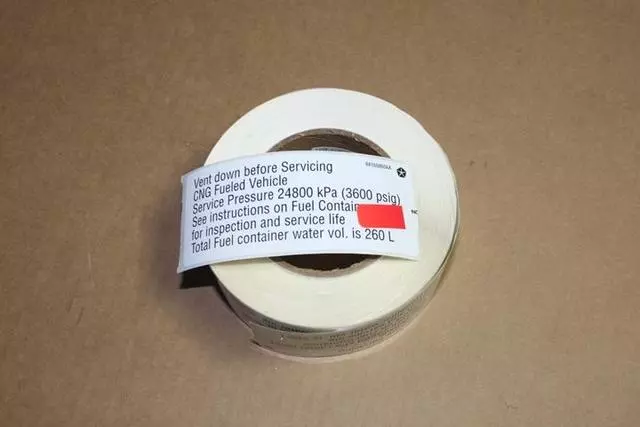 Vent down before Servicing
CNG Fueled Vehicle
Service Pressure 24800 kPa (3600 psig)
See instructions on Fuel
for inspection and service life
Total Fuel container water vol. is 260 L